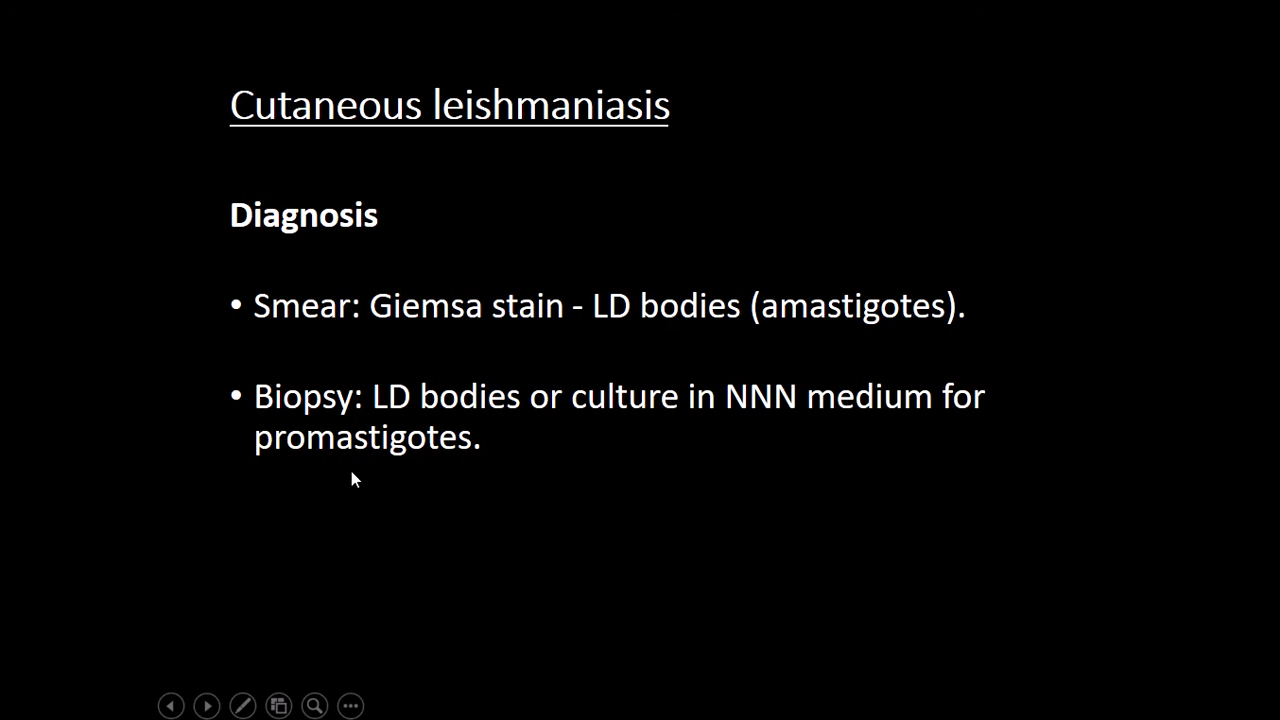 Cutaneous leishmaniasis
Diagnosis
• Smear: Giemsa stain - LD bodies (amastigotes).
• Biopsy: LD bodies or culture in NNN medium for
promastigotes.